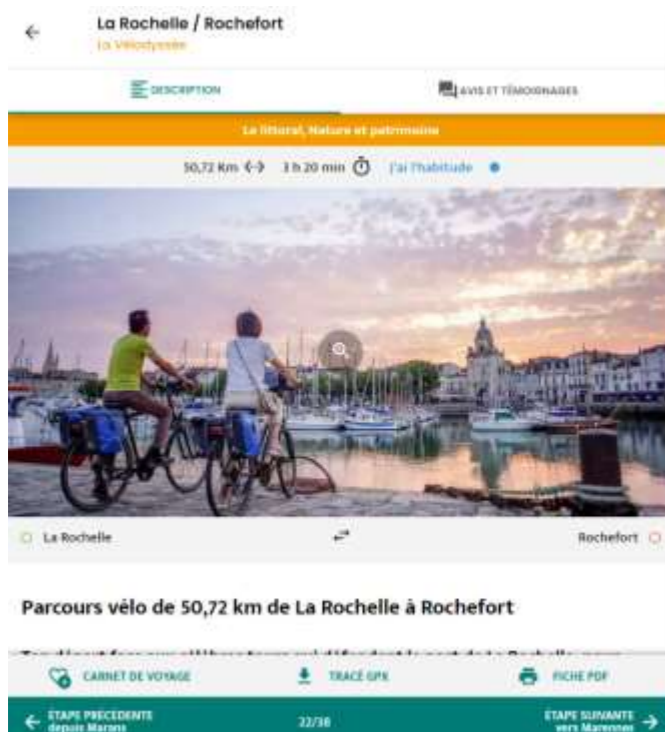 La Rochelle / Rochefort
La Vélodyssée
DESCRIPTION
AVIS ET TÉMOIGNAGES
Le littoral, Nature et patrimoine
50,72 Km 3 h 20 min J'ai l'habitude
La Rochelle
Rochefort
Parcours vélo de 50,72 km de La Rochelle à Rochefort
CARNET DE VOYAGE
TRACÉ GPX
FICHE PDF
ÉTAPE PRÉCÉDENTE
depuis Marans
22/38
ÉTAPE SUIVANTE
vers Marennes